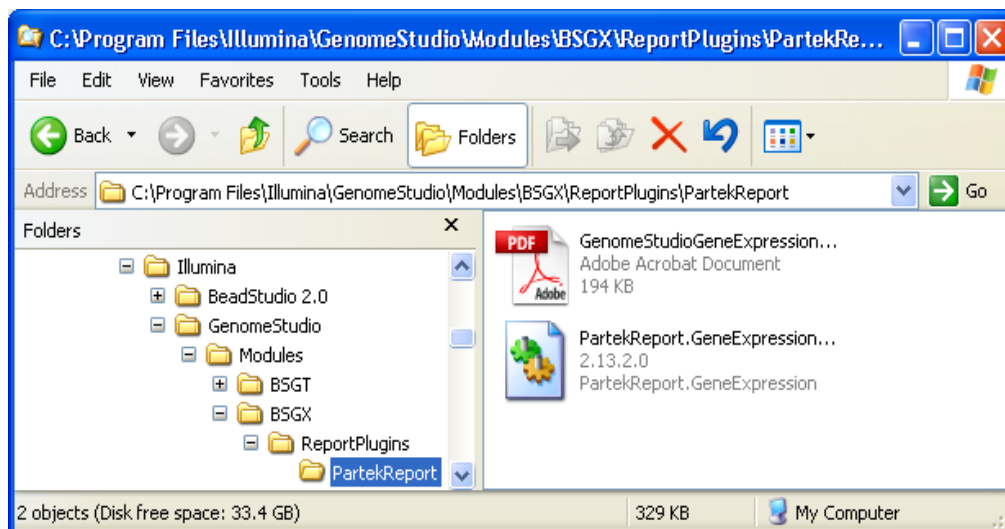 C:\Program Files\Illumina\GenomeStudio\Modules\BSGX\ReportPlugins\PartekRe...
File Edit View Favorites Tools Help
Back Search Folders
Address C:\Program Files\Illumina\GenomeStudio\Modules\BSGX\ReportPlugins\PartekReport Go
Folders
Illumina
BeadStudio 2.0
GenomeStudio
Modules
BSGT
BSGX
ReportPlugins
PartekReport
PDF
Adobe
GenomeStudioGeneExpression...
Adobe Acrobat Document
194 KB
PartekReport.GeneExpression...
2.13.2.0
PartekReport.GeneExpression
2 objects (Disk free space: 33.4 GB) 329 KB My Computer